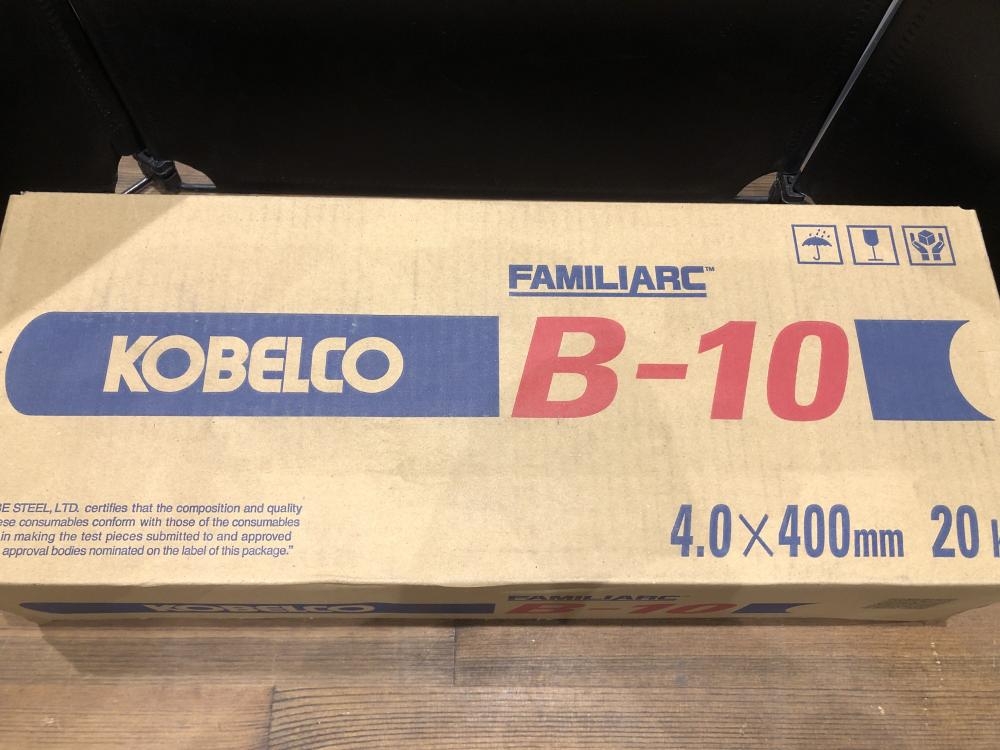 FAMILIARC™
KOBELCO B-10
BE STEEL, LTD. certifies that the composition and quality
ese consumables conform with those of the consumables
in making the test pieces submitted to and approved
approval bodies nominated on the label of this package."
4.0×400mm 20 k
FAMILIARC
KOBELCO B-10